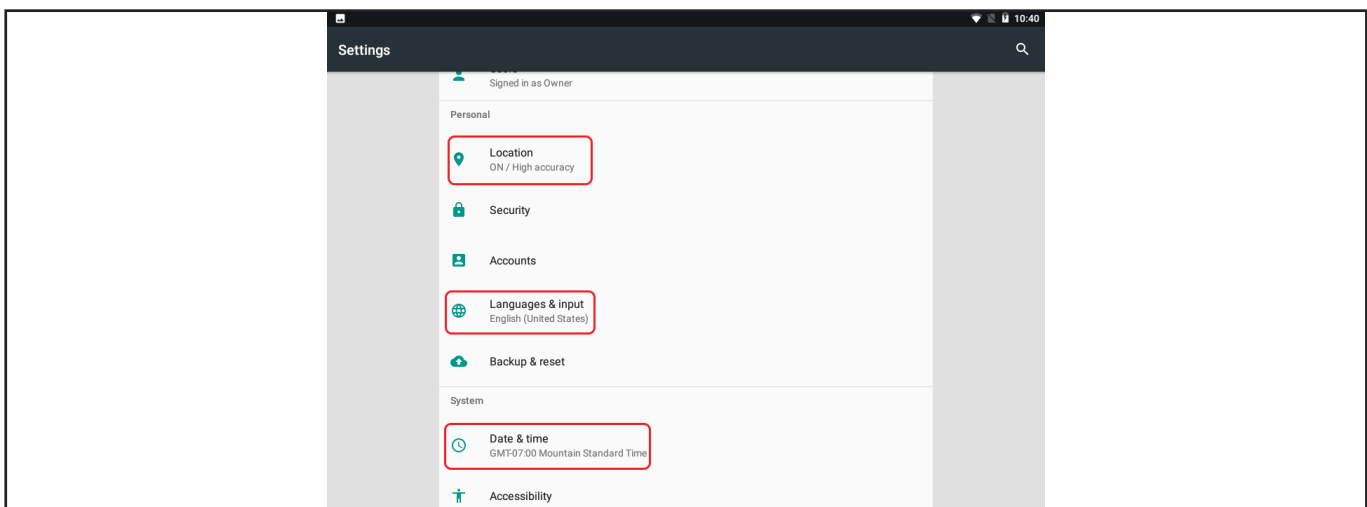 10:40
Settings
Signed in as Owner
Personal
Location
ON / High accuracy
Security
Accounts
Languages & input
English (United States)
Backup & reset
System
Date & time
GMT-07:00 Mountain Standard Time
Accessibility